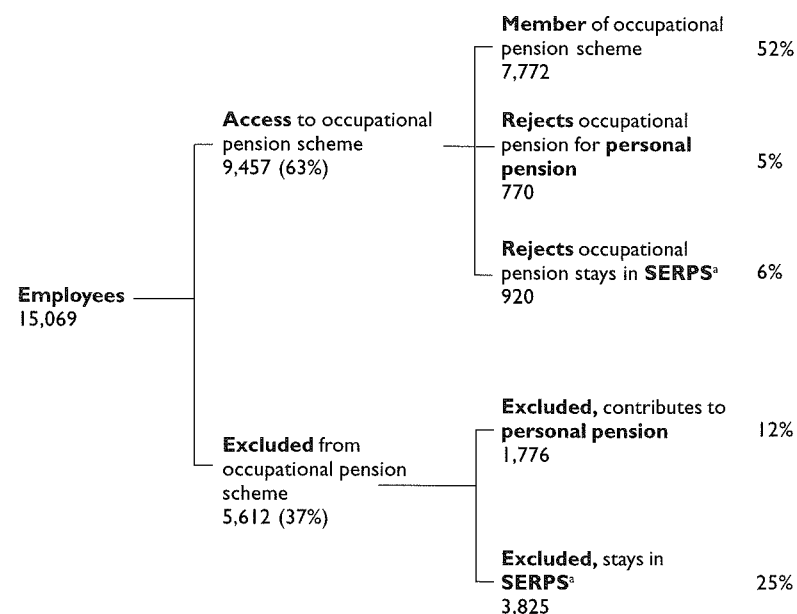 Member of occupational
pension scheme
7,772
52%
Access to occupational
pension scheme
9,457 (63%)
Rejects occupational
pension for personal
pension
770
5%
Rejects occupational
pension stays in SERPSª
920
6%
Employees
15,069
Excluded, contributes to
personal pension
1,776
12%
Excluded from
occupational pension
scheme
5,612 (37%)
Excluded, stays in
SERPSª
3,825
25%